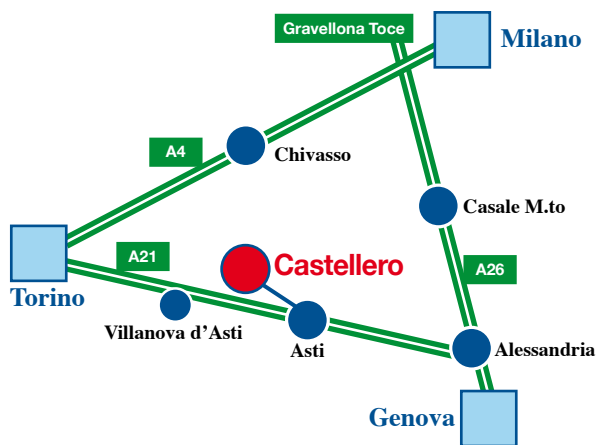 Gravellona Toce
Milano
A4
Chivasso
Casale M.to
A21
Castellero
A26
Torino
Villanova d'Asti
Asti
Alessandria
Genova